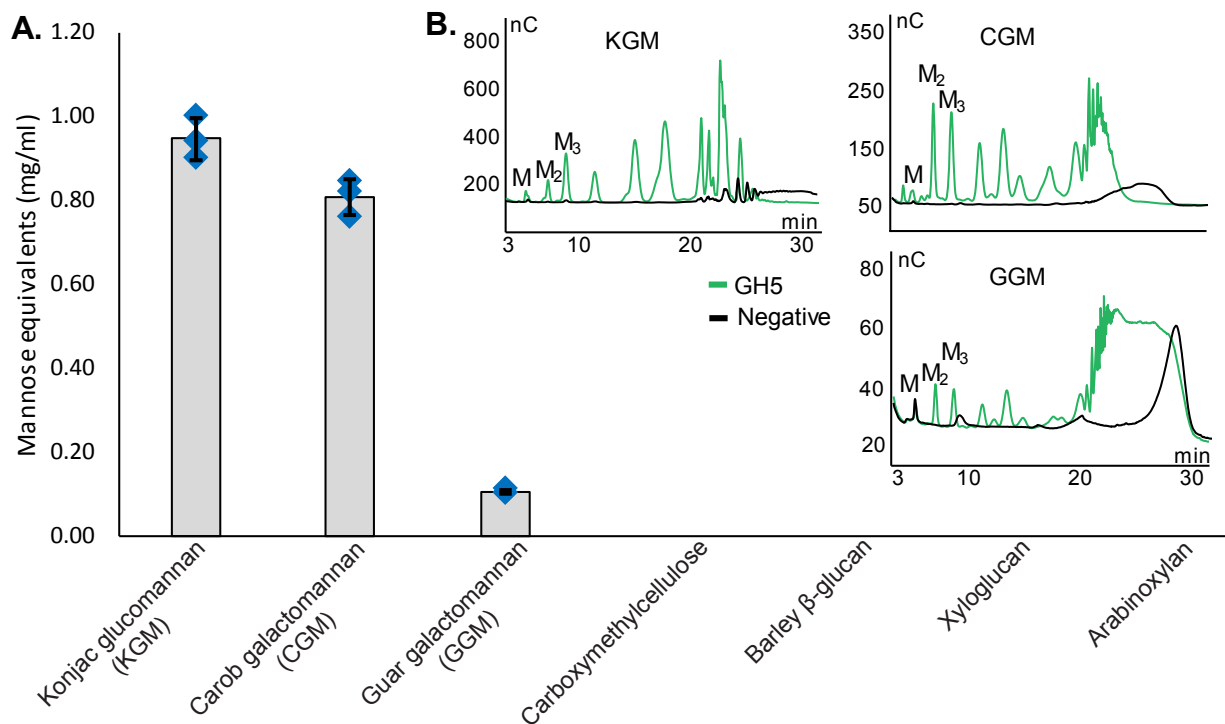 A.
Mannose equivalents (mg/ml)
1.20
1.00
0.80
0.60
0.40
0.20
0.00
Konjac glucomannan
(KGM)
Carob galactomannan
(CGM)
Guar galactomannan
(GGM)
Carboxymethylcellulose
Barley β-glucan
Xyloglucan
Arabinoxylan
B.
nC
KGM
800
600
400
200
M
M₂
M₃
min
3 10 20 30
GH5
Negative
nC
CGM
350
250
150
50
M
M₂
M₃
nC
GGM
80
60
40
20
M
M₂
M₃
min
3 10 20 30